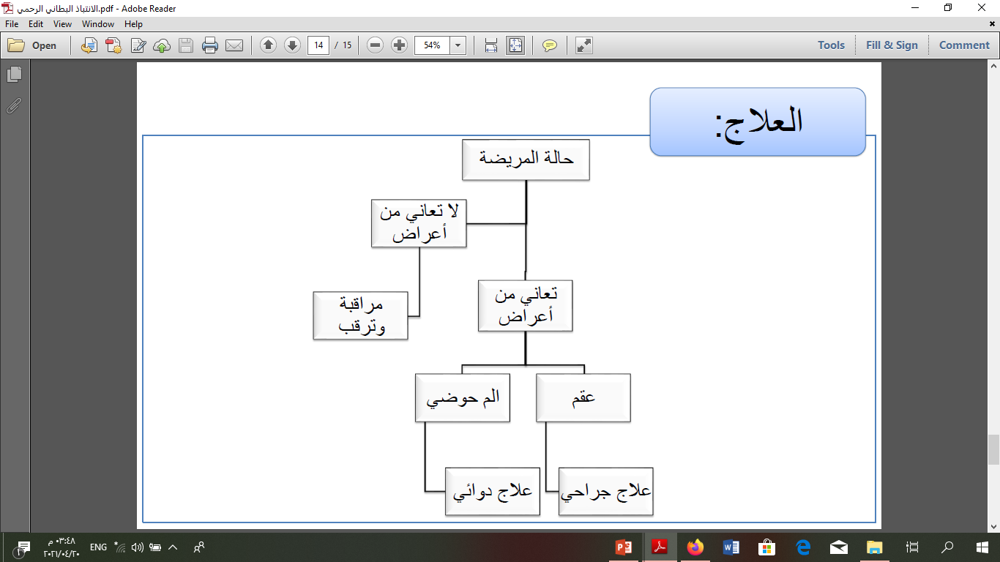 الانتباذ البطاني الرحمي.pdf - Adobe Reader
File Edit View Window Help
Open 14 / 15 54% Tools Fill & Sign Comment
العلاج:
حالة المريضة
لا تعاني من
أعراض
تعاني من
أعراض
مراقبة
وترقب
عقم
الم حوضي
علاج جراحي
علاج دوائي
ENG
٠٣:٤٨ م
٢٠٢١/٠٤/٢٠